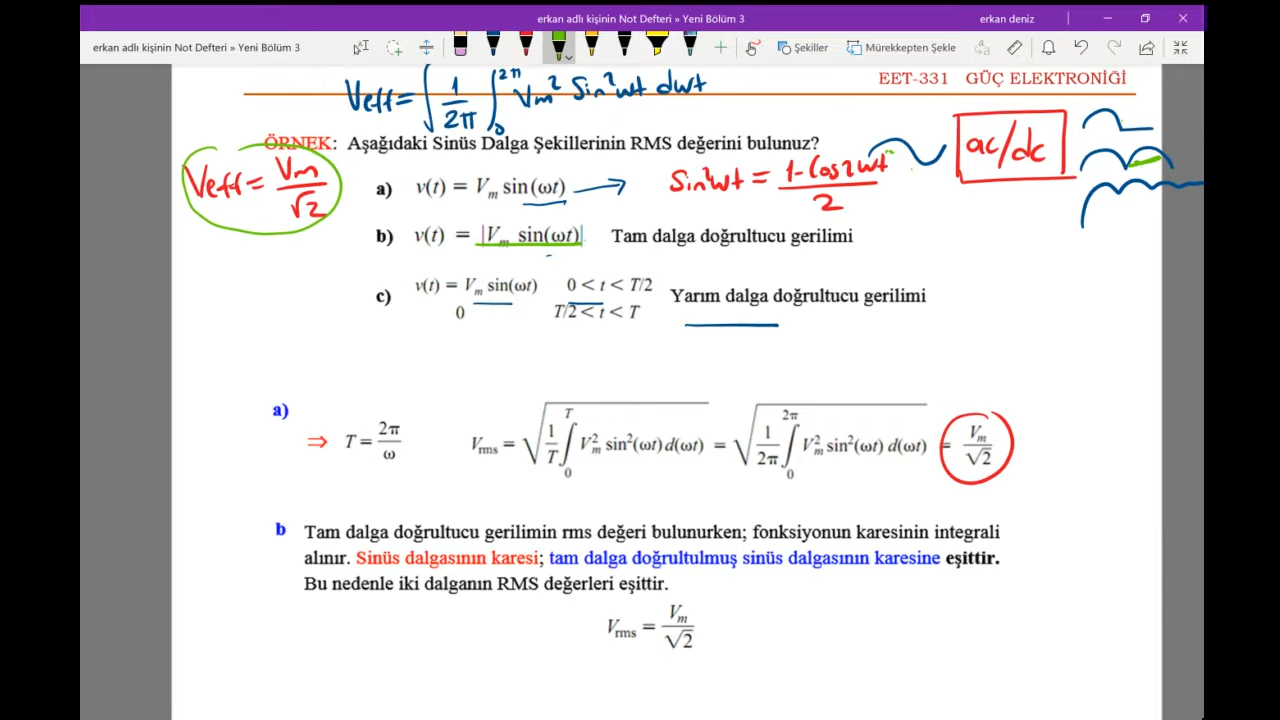 erkan adlı kişinin Not Defteri » Yeni Bölüm 3
erkan deniz
erkan adlı kişinin Not Defteri » Yeni Bölüm 3
Şekiller
Mürekkepten Şekle
EET-331 GÜÇ ELEKTRONİĞİ
Veff = √(1/2π ∫₀^2π Vm² Sin²wt dwt)
ÖRNEK: Aşağıdaki Sinüs Dalga Şekillerinin RMS değerini bulunuz?
ac/dc
Veff = Vm/√2
a) v(t) = Vm sin(ωt)
Sin²wt = 1-Cos2wt/2
b) v(t) = |Vm sin(ωt)| Tam dalga doğrultucu gerilimi
c) v(t) = Vm sin(ωt) 0 < t < T/2 Yarım dalga doğrultucu gerilimi
0 T/2 < t < T
a)
⇒ T = 2π/ω Vrms = √(1/T ∫₀^T Vm² sin²(ωt) d(ωt)) = √(1/2π ∫₀^2π Vm² sin²(ωt) d(ωt)) = Vm/√2
b Tam dalga doğrultucu gerilimin rms değeri bulunurken; fonksiyonun karesinin integrali
alınır. Sinüs dalgasının karesi; tam dalga doğrultulmuş sinüs dalgasının karesine eşittir.
Bu nedenle iki dalganın RMS değerleri eşittir.
Vrms = Vm/√2